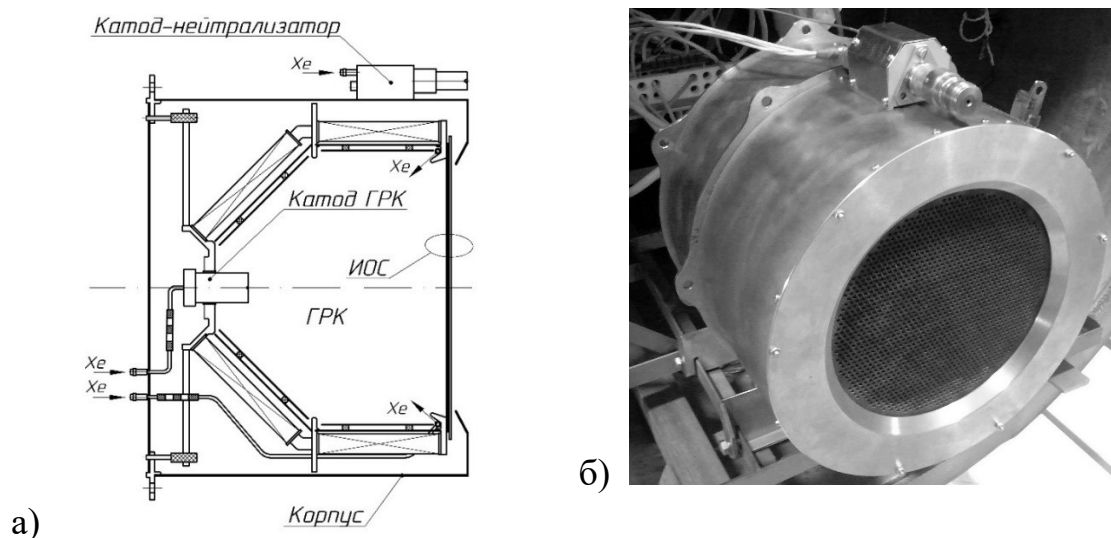 Катод-нейтрализатор
Xe
Xe
Катод ГРК
ИОС
ГРК
Xe
Xe
Xe
Корпус
а)
б)